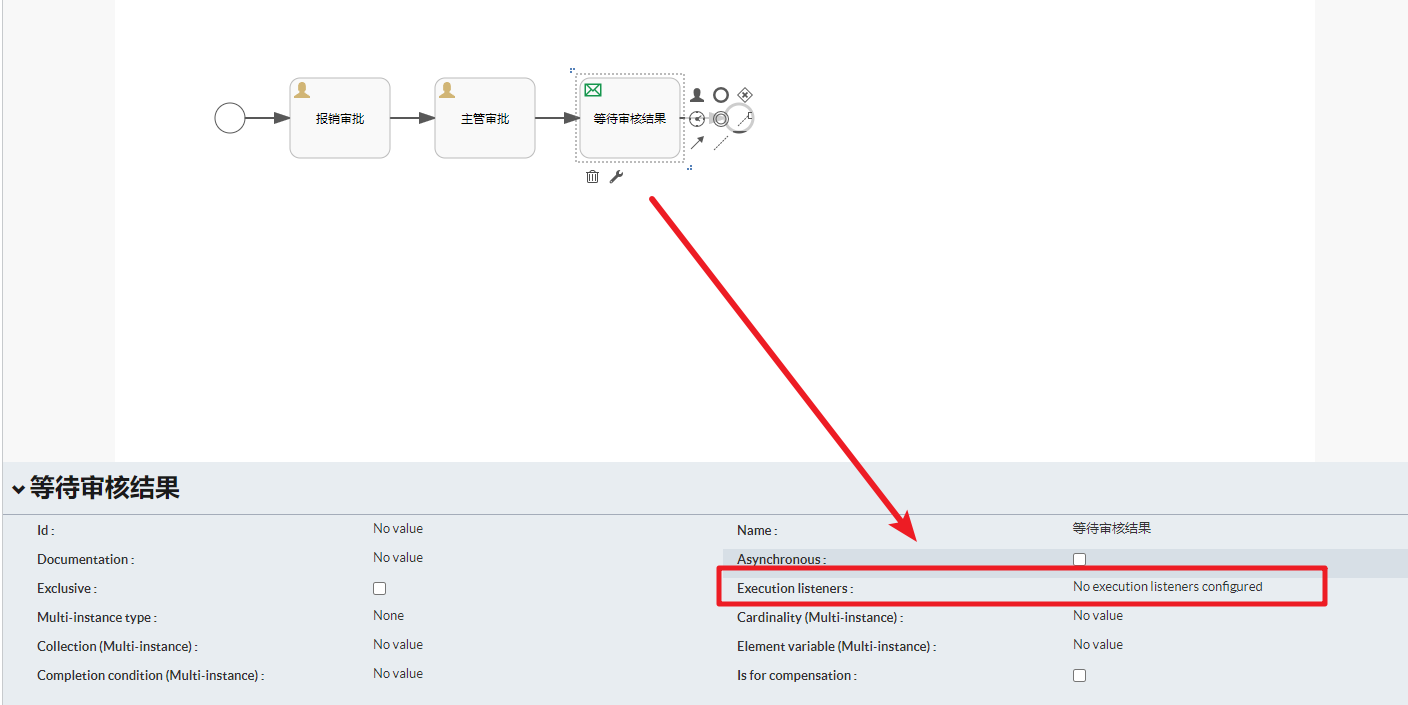 报销审批
主管审批
等待审核结果
等待审核结果
Id : No value
Name : 等待审核结果
Documentation : No value
Asynchronous :
Exclusive :
Execution listeners : No execution listeners configured
Multi-instance type : None
Cardinality (Multi-instance) : No value
Collection (Multi-instance) : No value
Element variable (Multi-instance) : No value
Completion condition (Multi-instance) : No value
Is for compensation :